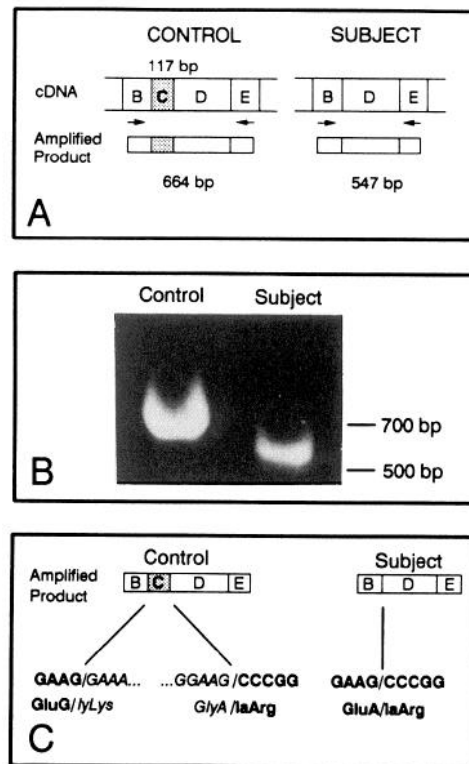 CONTROL SUBJECT
117 bp
cDNA B C D E B D E
Amplified
Product
664 bp 547 bp
A
Control Subject
700 bp
500 bp
B
Control Subject
Amplified
Product B C D E B D E
GAAG/GAAA... ...GGAAG/CCCGG GAAG/CCCGG
GluG/lyLys GlyA/laArg GluA/laArg
C